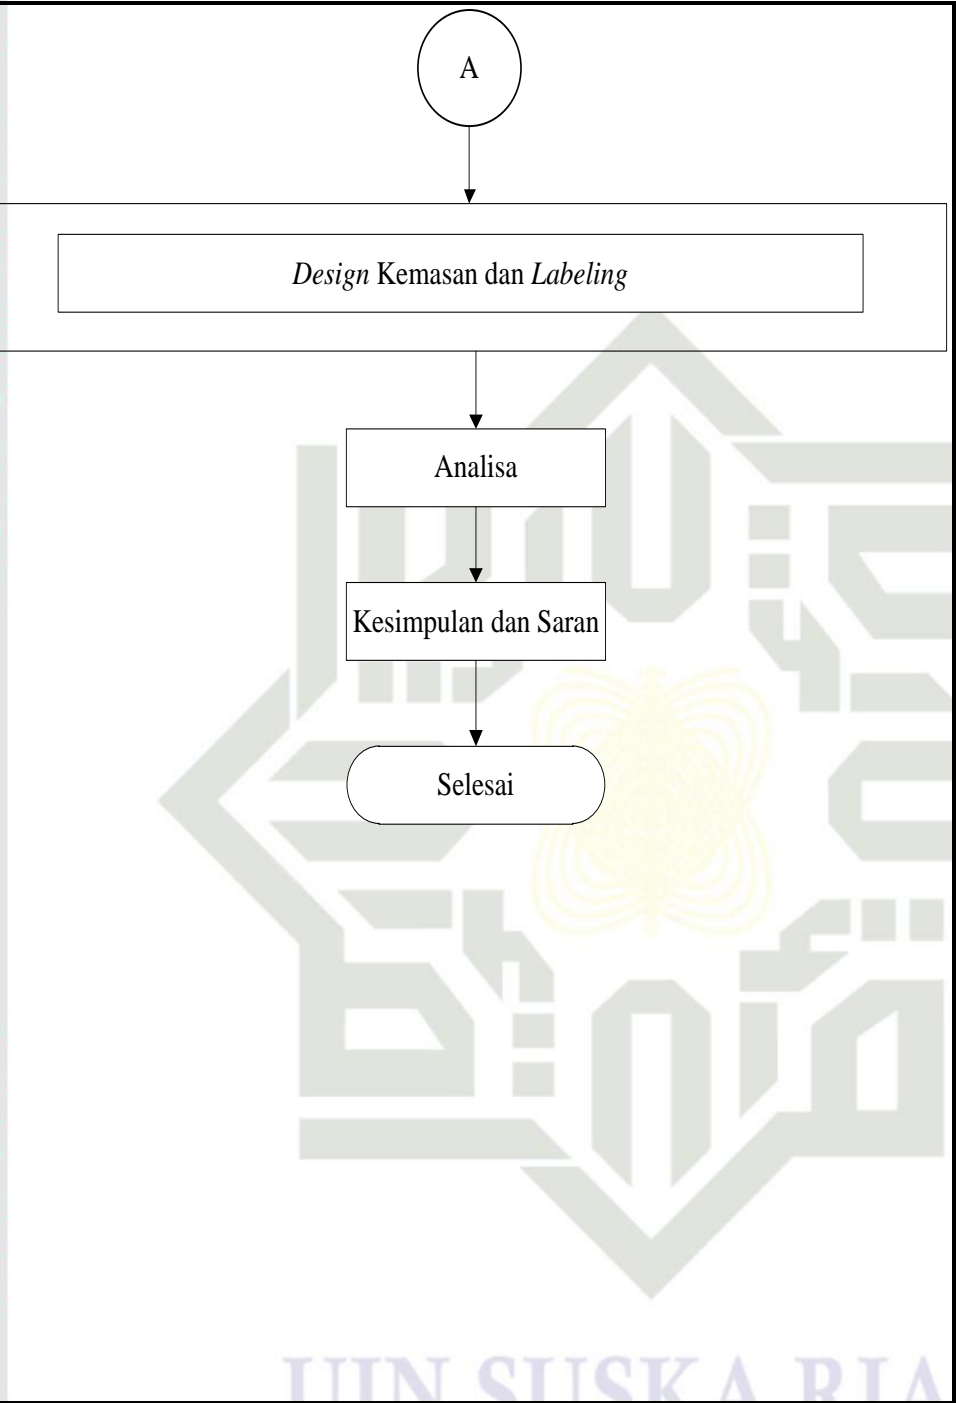 A
Design Kemasan dan Labeling
Analisa
Kesimpulan dan Saran
Selesai
UIN SUSKA RIA